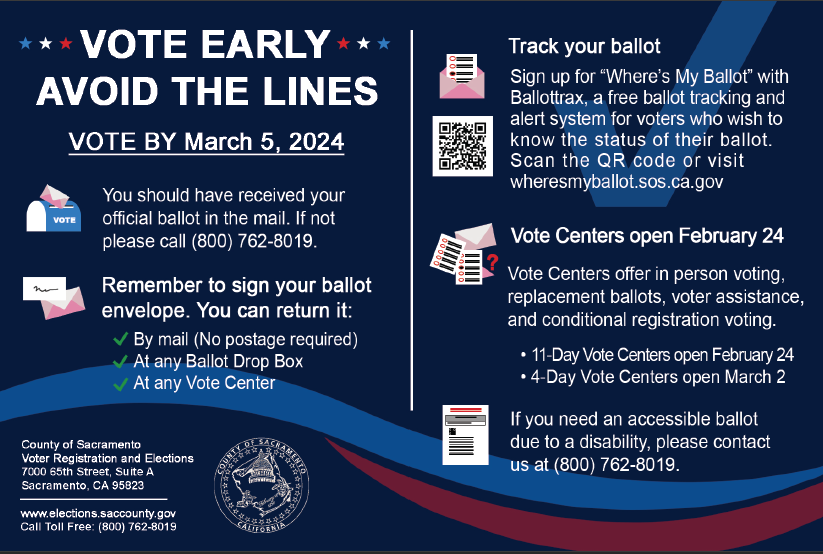 VOTE EARLY
AVOID THE LINES
VOTE BY March 5, 2024
VOTE
You should have received your
official ballot in the mail. If not
please call (800) 762-8019.
Remember to sign your ballot
envelope. You can return it:
By mail (No postage required)
At any Ballot Drop Box
At any Vote Center
County of Sacramento
Voter Registration and Elections
7000 65th Street, Suite A
Sacramento, CA 95823
www.elections.saccounty.gov
Call Toll Free: (800) 762-8019
COUNTY OF SACRAMENTO
CALIFORNIA
Track your ballot
Sign up for “Where's My Ballot” with
Ballottrax, a free ballot tracking and
alert system for voters who wish to
know the status of their ballot.
Scan the QR code or visit
wheresmyballot.sos.ca.gov
?
Vote Centers open February 24
Vote Centers offer in person voting,
replacement ballots, voter assistance,
and conditional registration voting.
• 11-Day Vote Centers open February 24
• 4-Day Vote Centers open March 2
If you need an accessible ballot
due to a disability, please contact
us at (800) 762-8019.